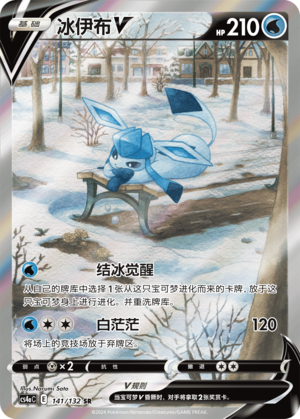 基础 冰伊布V HP 210
结冰觉醒
从自己的牌库中选择1张从这只宝可梦进化而来的卡牌,放于这
只宝可梦身上进行进化。并重洗牌库。
白茫茫 120
将场上的竞技场放于弃牌区。
弱点 ×2 抗性 撤退
V规则
当宝可梦V昏厥时,对手将拿取2张奖赏卡。
Illus. Narumi Sato
cs4aC E 141/132 SR
©2024 Pokémon/Nintendo/Creatures/GAME FREAK.